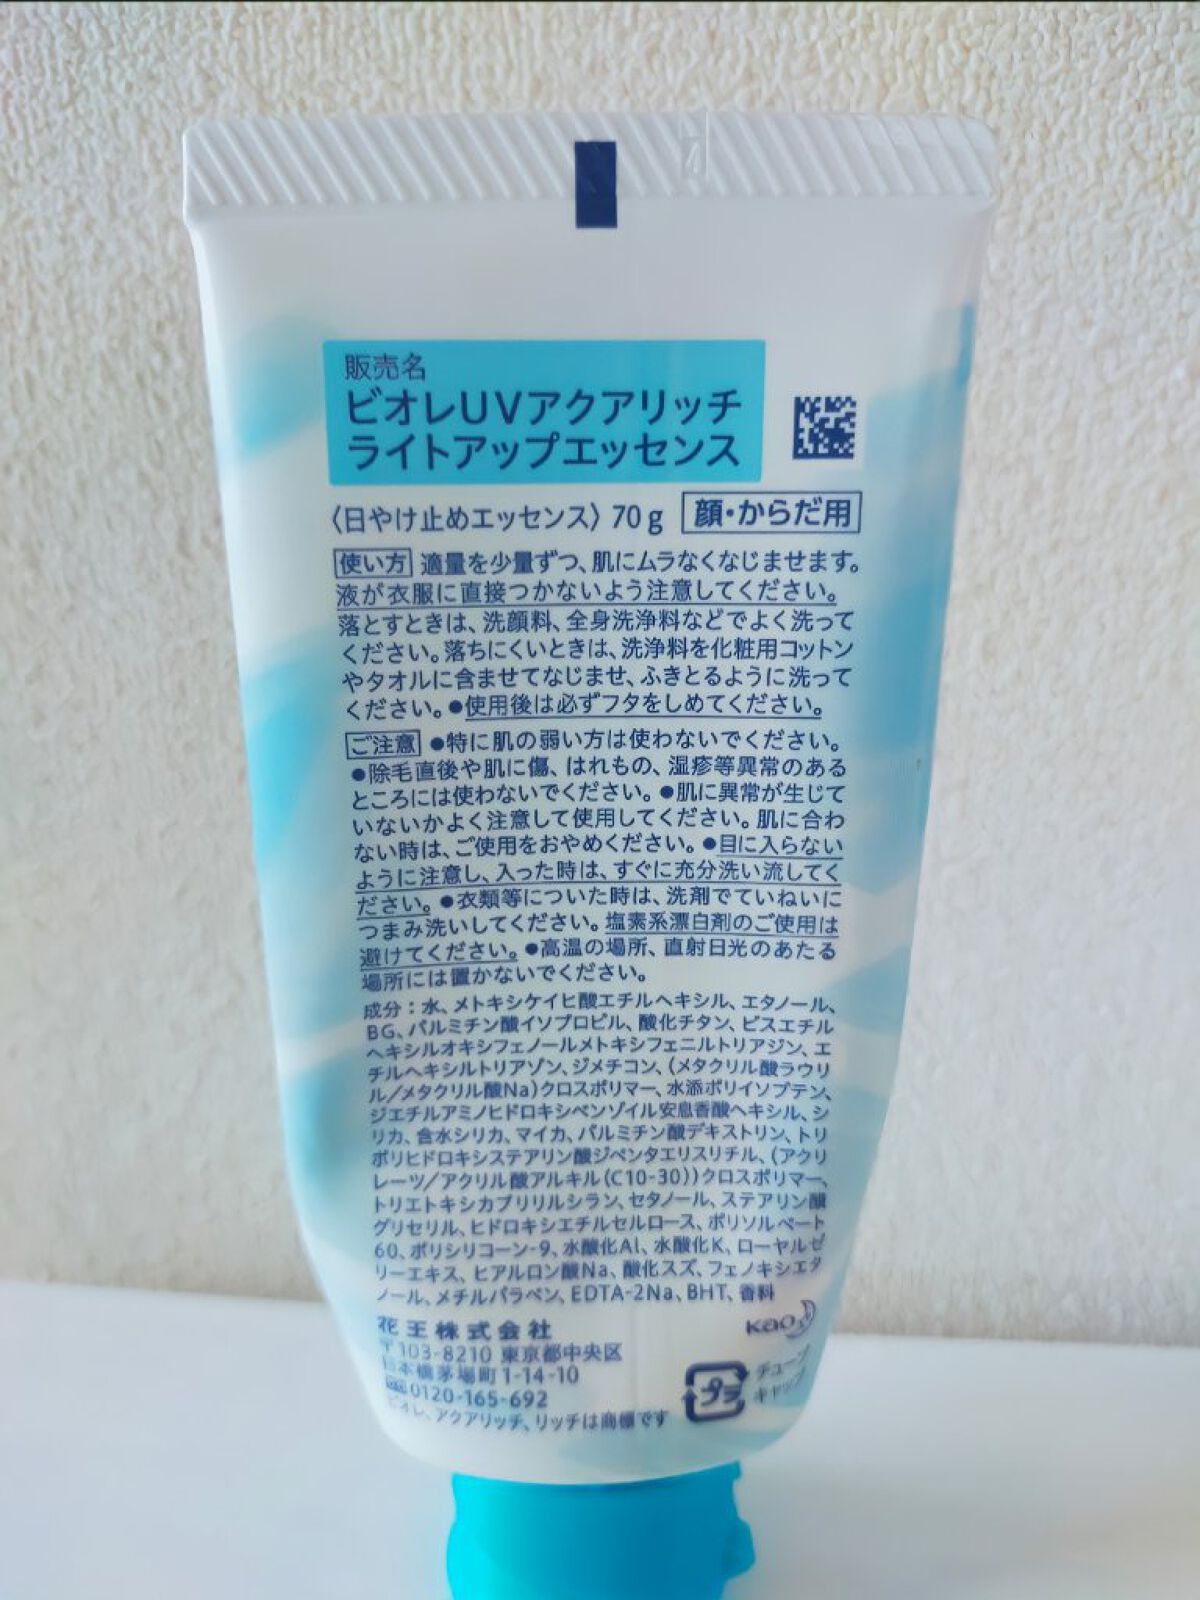 販売名
ビオレUVアクアリッチ
ライトアップエッセンス
〈日やけ止めエッセンス〉70g 顔・からだ用
使い方 適量を少量ずつ、肌にムラなくなじませます。
液が衣服に直接つかないよう注意してください。
落とすときは、洗顔料、全身洗浄料などでよく洗って
ください。落ちにくいときは、洗浄料を化粧用コットン
やタオルに含ませてなじませ、ふきとるように洗って
ください。●使用後は必ずフタをしめてください。
ご注意 ●特に肌の弱い方は使わないでください。
●除毛直後や肌に傷、はれもの、湿疹等異常のある
ところには使わないでください。●肌に異常が生じて
いないかよく注意して使用してください。肌に合わ
ない時は、ご使用をおやめください。●目に入らない
ように注意し、入った時は、すぐに充分洗い流してく
ださい。●衣類等についた時は、洗剤でていねいに
つまみ洗いしてください。塩素系漂白剤のご使用は
避けてください。●高温の場所、直射日光のあたる
場所には置かないでください。
成分：水、メトキシケイヒ酸エチルヘキシル、エタノール、
BG、パルミチン酸イソプロピル、酸化チタン、ビスエチル
ヘキシルオキシフェノールメトキシフェニルトリアジン、エ
チルヘキシルトリアゾン、ジメチコン、(メタクリル酸ラウリ
ル/メタクリル酸Na)クロスポリマー、水添ポリイソブテン、
ジエチルアミノヒドロキシベンゾイル安息香酸ヘキシル、シ
リカ、含水シリカ、マイカ、パルミチン酸デキストリン、トリ
ポリヒドロキシステアリン酸ジペンタエリスリチル、(アクリ
レーツ/アクリル酸アルキル(C10-30))クロスポリマー、
トリエトキシカプリリルシラン、セタノール、ステアリン酸
グリセリル、ヒドロキシエチルセルロース、ポリソルベート
60、ポリシリコーン-9、水酸化Al、水酸化K、ローヤルゼ
リーエキス、ヒアルロン酸Na、酸化スズ、フェノキシエタ
ノール、メチルパラベン、EDTA-2Na、BHT、香料
花王株式会社
Kao
〒103-8210 東京都中央区
日本橋茅場町1-14-10
0120-165-692
ビオレ、アクアリッチ、リッチは商標です
プラ
チューブ
キャップ